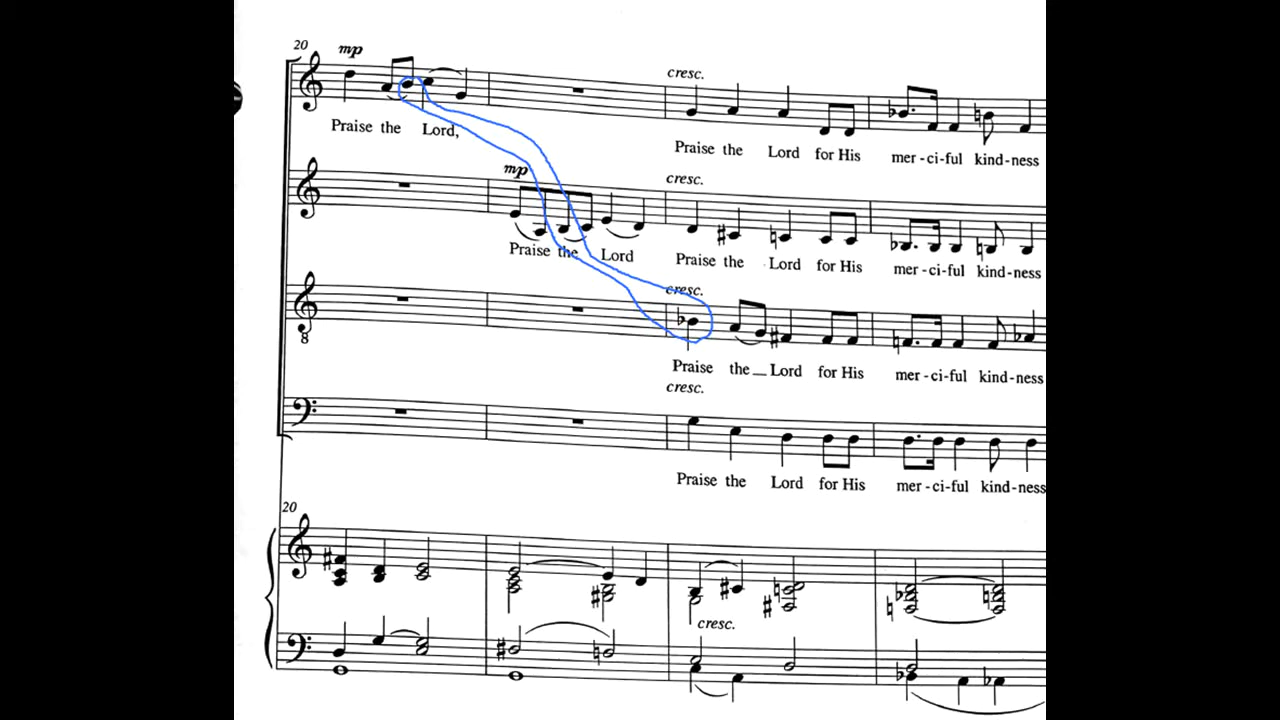 20
mp
cresc.
Praise the Lord,
Praise the Lord for His
mer-ci-ful kind-ness
mp
cresc.
Praise the Lord
Praise the Lord for His
mer-ci-ful kind-ness
cresc.
8
Praise the Lord for His
mer-ci-ful kind-ness
cresc.
Praise the Lord for His
mer-ci-ful kind-ness
20
cresc.